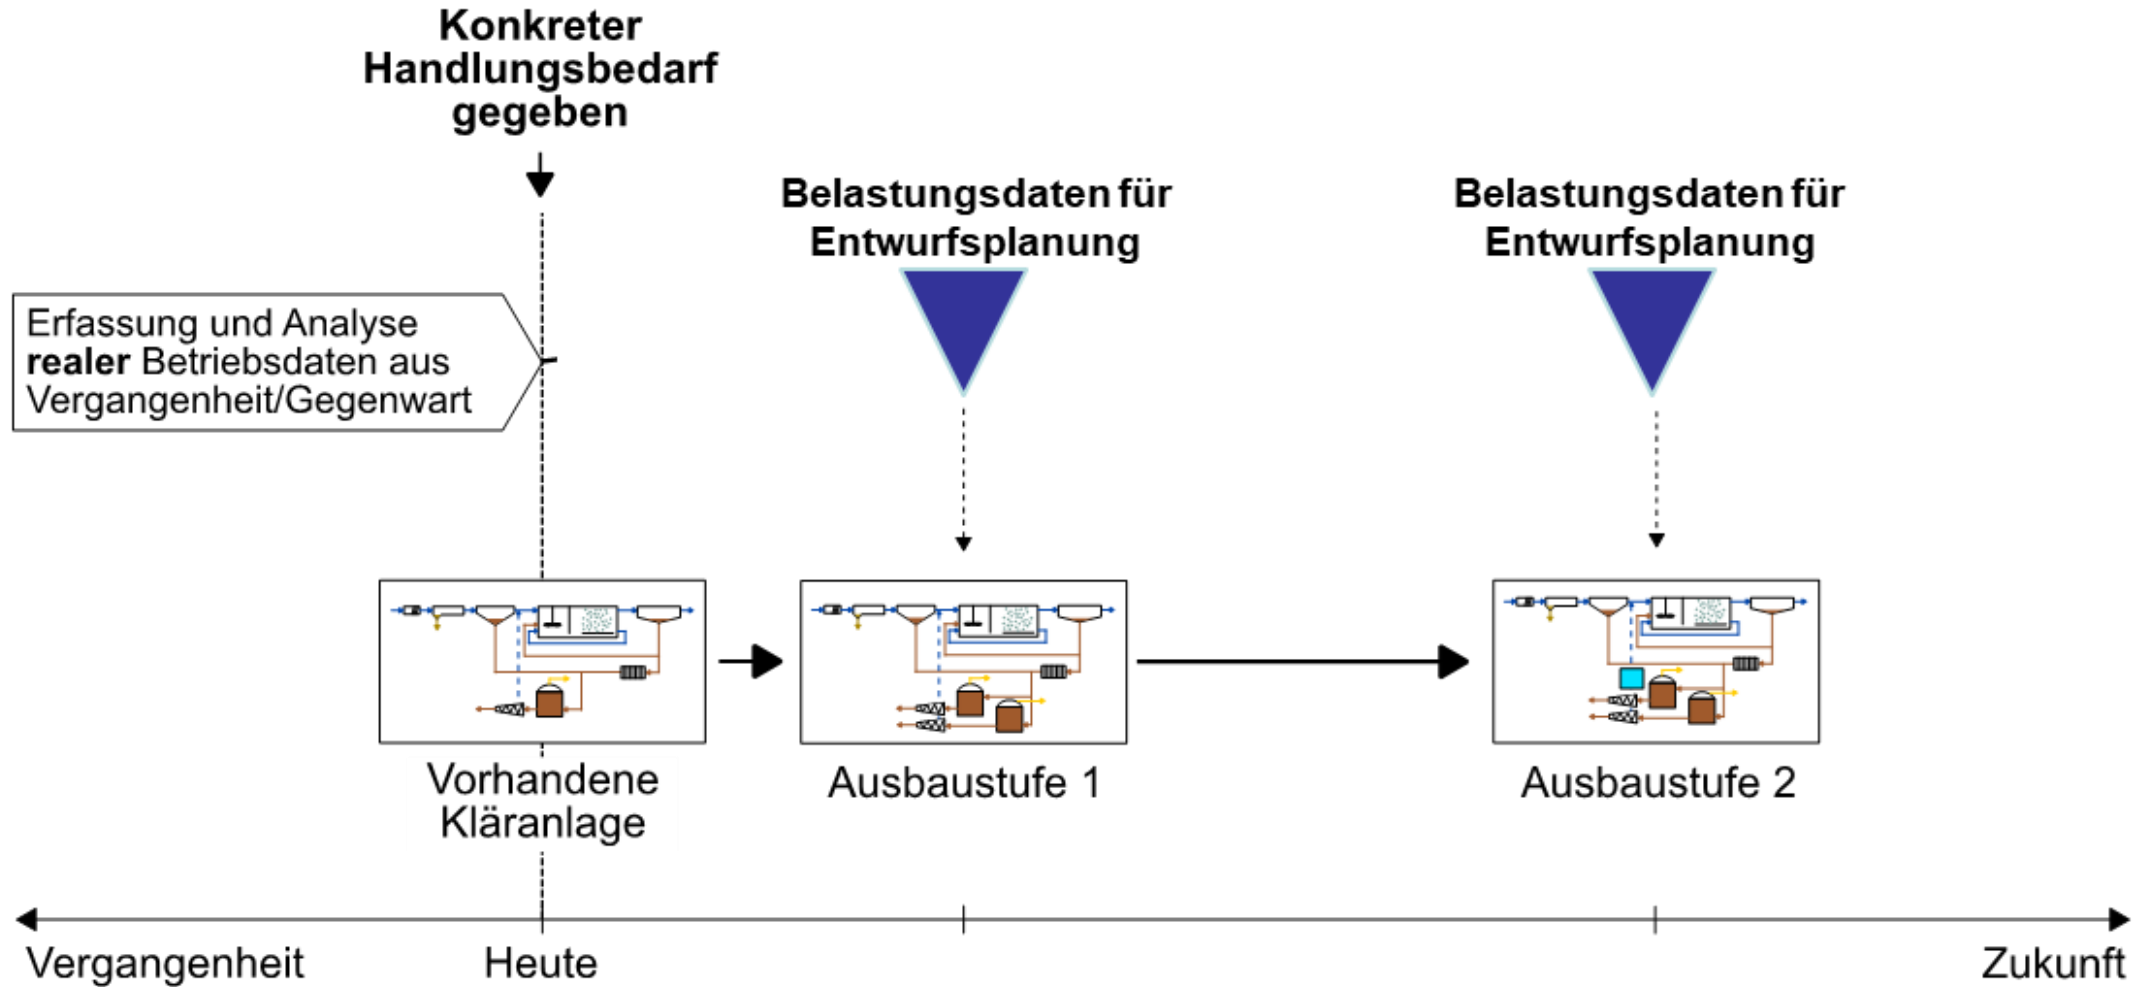 Konkreter
Handlungsbedarf
gegeben
Belastungsdaten für
Entwurfsplanung
Belastungsdaten für
Entwurfsplanung
Erfassung und Analyse
realer Betriebsdaten aus
Vergangenheit/Gegenwart
Vorhandene
Kläranlage
Ausbaustufe 1
Ausbaustufe 2
Vergangenheit
Heute
Zukunft